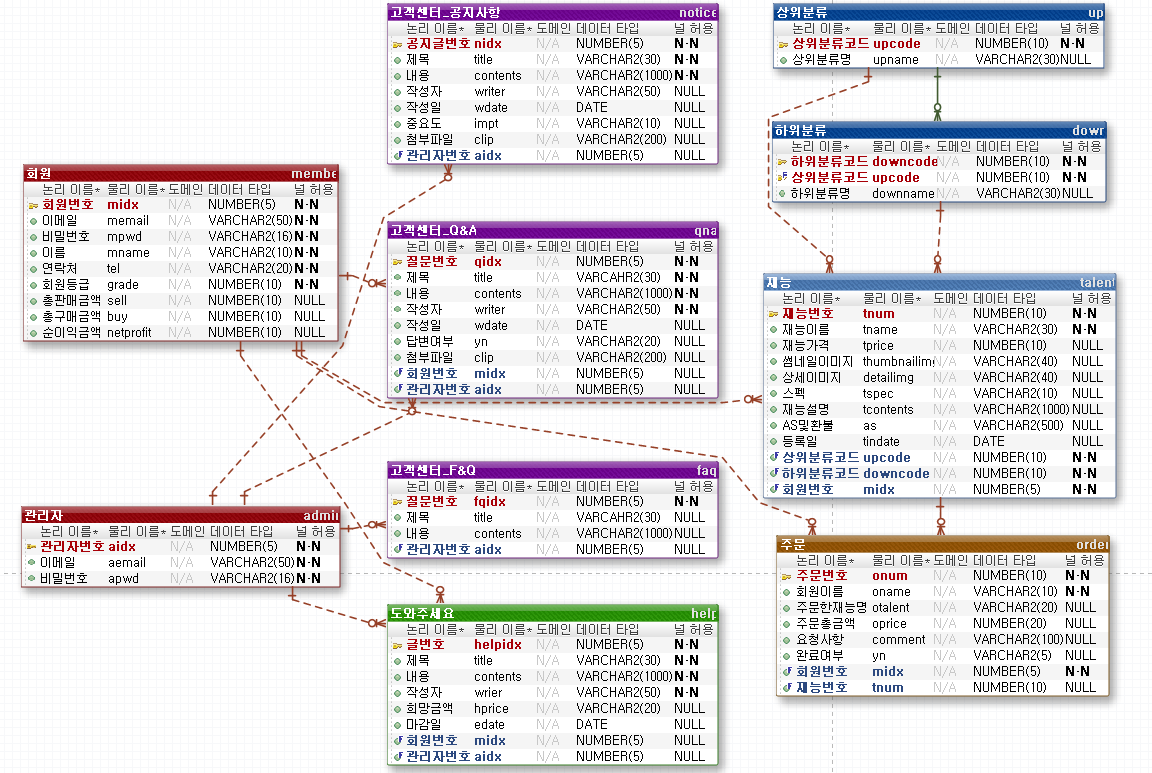 고객센터_공지사항 notice
논리 이름* 물리 이름* 도메인 데이터 타입 널 허용
공지글번호 nidx N/A NUMBER(5) N-N
제목 title N/A VARCHAR2(30) N-N
내용 contents N/A VARCHAR2(1000) N-N
작성자 writer N/A VARCHAR2(50) NULL
작성일 wdate N/A DATE NULL
중요도 impt N/A VARCHAR2(10) NULL
첨부파일 clip N/A VARCHAR2(200) NULL
관리자번호 aidx N/A NUMBER(5) NULL
상위분류 up
논리 이름* 물리 이름* 도메인 데이터 타입 널 허용
상위분류코드 upcode N/A NUMBER(10) N-N
상위분류명 upname N/A VARCHAR2(30) NULL
하위분류 dowr
논리 이름* 물리 이름* 도메인 데이터 타입 널 허용
하위분류코드 downcode N/A NUMBER(10) N-N
상위분류코드 upcode N/A NUMBER(10) N-N
하위분류명 downname N/A VARCHAR2(30) NULL
회원 membe
논리 이름* 물리 이름* 도메인 데이터 타입 널 허용
회원번호 midx N/A NUMBER(5) N-N
이메일 memail N/A VARCHAR2(50) N-N
비밀번호 mpwd N/A VARCHAR2(16) N-N
이름 mname N/A VARCHAR2(10) N-N
연락처 tel N/A VARCHAR2(20) N-N
회원등급 grade N/A NUMBER(10) N-N
총판매금액 sell N/A NUMBER(10) NULL
총구매금액 buy N/A NUMBER(10) NULL
순이익금액 netprofit N/A NUMBER(10) NULL
고객센터_Q&A qna
논리 이름* 물리 이름* 도메인 데이터 타입 널 허용
질문번호 qidx N/A NUMBER(5) N-N
제목 title N/A VARCAHR2(30) N-N
내용 contents N/A VARCHAR2(1000) N-N
작성자 writer N/A VARCHAR2(50) N-N
작성일 wdate N/A DATE NULL
답변여부 yn N/A VARCHAR2(20) NULL
첨부파일 clip N/A VARCHAR2(200) NULL
회원번호 midx N/A NUMBER(5) N-N
관리자번호 aidx N/A NUMBER(5) NULL
재능 talent
논리 이름* 물리 이름* 도메인 데이터 타입 널 허용
재능번호 tnum N/A NUMBER(10) N-N
재능이름 tname N/A VARCHAR2(30) N-N
재능가격 tprice N/A NUMBER(10) N-N
썸네일이미지 thumbnailimg N/A VARCHAR2(40) NULL
상세이미지 detailimg N/A VARCHAR2(40) NULL
스펙 tspec N/A VARCHAR2(10) NULL
재능설명 tcontents N/A VARCHAR2(1000) NULL
AS및환불 as N/A VARCHAR2(500) NULL
등록일 tindate N/A DATE NULL
상위분류코드 upcode N/A NUMBER(10) N-N
하위분류코드 downcode N/A NUMBER(10) N-N
회원번호 midx N/A NUMBER(5) N-N
고객센터_F&Q faq
논리 이름* 물리 이름* 도메인 데이터 타입 널 허용
질문번호 fqidx N/A NUMBER(5) N-N
제목 title N/A VARCAHR2(30) NULL
내용 contents N/A VARCHAR2(1000) NULL
관리자번호 aidx N/A NUMBER(5) NULL
관리자 admin
논리 이름* 물리 이름* 도메인 데이터 타입 널 허용
관리자번호 aidx N/A NUMBER(5) N-N
이메일 aemail N/A VARCHAR2(50) N-N
비밀번호 apwd N/A VARCHAR2(16) N-N
주문 order
논리 이름* 물리 이름* 도메인 데이터 타입 널 허용
주문번호 onum N/A NUMBER(10) N-N
회원이름 oname N/A VARCHAR2(10) N-N
주문한재능명 otalent N/A VARCHAR2(20) NULL
주문총금액 oprice N/A NUMBER(20) NULL
요청사항 comment N/A VARCHAR2(100) NULL
완료여부 yn N/A VARCHAR2(5) NULL
회원번호 midx N/A NUMBER(5) N-N
재능번호 tnum N/A NUMBER(10) NULL
도와주세요 help
논리 이름* 물리 이름* 도메인 데이터 타입 널 허용
글번호 helpidx N/A NUMBER(5) N-N
제목 title N/A VARCHAR2(30) N-N
내용 contents N/A VARCHAR2(1000) N-N
작성자 wrier N/A VARCHAR2(50) N-N
희망금액 hprice N/A VARCHAR2(20) NULL
마감일 edate N/A DATE NULL
회원번호 midx N/A NUMBER(5) NULL
관리자번호 aidx N/A NUMBER(5) NULL